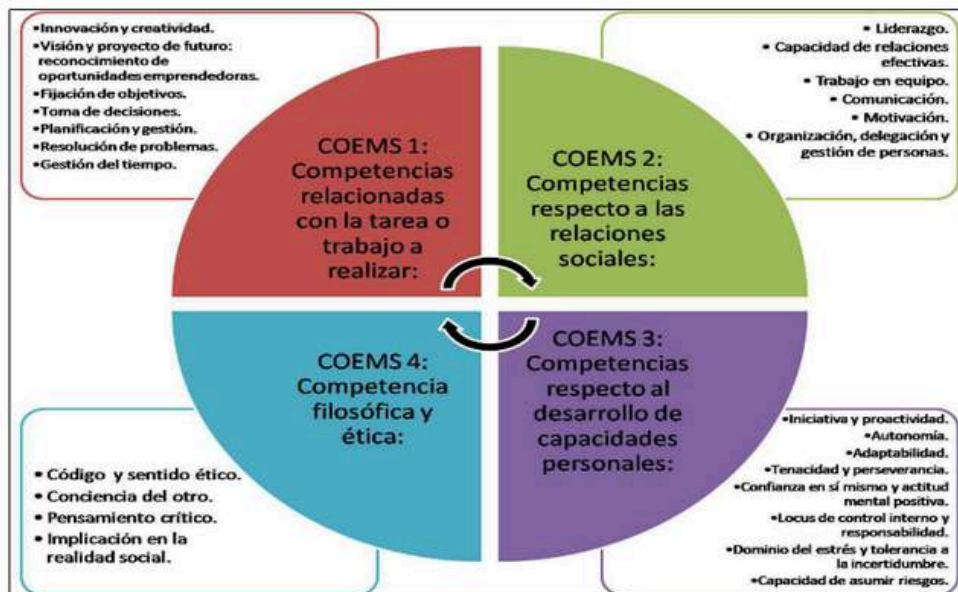 •Innovación y creatividad.
•Visión y proyecto de futuro:
reconocimiento de
oportunidades emprendedoras.
•Fijación de objetivos.
•Toma de decisiones.
•Planificación y gestión.
•Resolución de problemas.
•Gestión del tiempo.
COEMS 1:
Competencias
relacionadas
con la tarea o
trabajo a
realizar:
• Liderazgo.
• Capacidad de relaciones
efectivas.
• Trabajo en equipo.
• Comunicación.
• Motivación.
• Organización, delegación y
gestión de personas.
COEMS 2:
Competencias
respecto a las
relaciones
sociales:
COEMS 4:
Competencia
filosófica y
ética:
• Código y sentido ético.
• Conciencia del otro.
• Pensamiento crítico.
• Implicación en la
realidad social.
COEMS 3:
Competencias
respecto al
desarrollo de
capacidades
personales:
• Iniciativa y proactividad.
•Autonomía.
•Adaptabilidad.
•Tenacidad y perseverancia.
•Confianza en sí mismo y actitud
mental positiva.
•Locus de control interno y
responsabilidad.
•Dominio del estrés y tolerancia a
la incertidumbre.
•Capacidad de asumir riesgos.